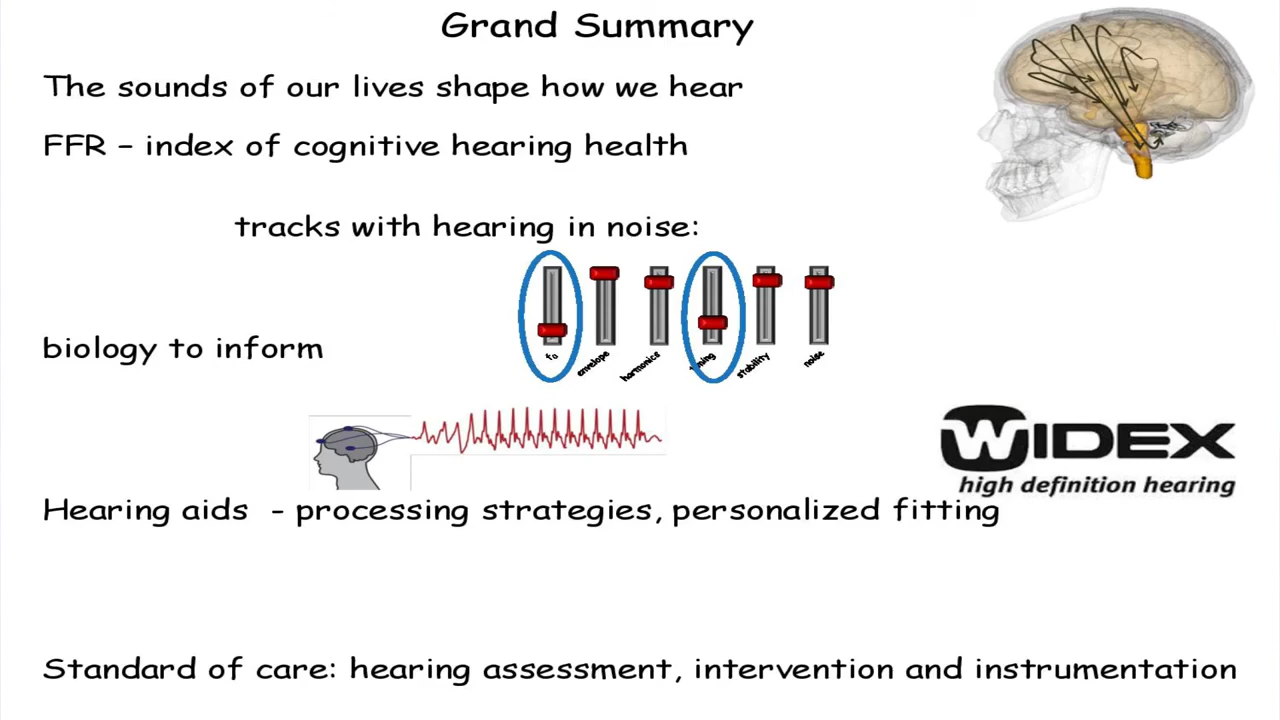 Grand Summary
The sounds of our lives shape how we hear
FFR – index of cognitive hearing health
tracks with hearing in noise:
f0 envelope harmonics timing stability noise
biology to inform
WIDEX
high definition hearing
Hearing aids - processing strategies, personalized fitting
Standard of care: hearing assessment, intervention and instrumentation